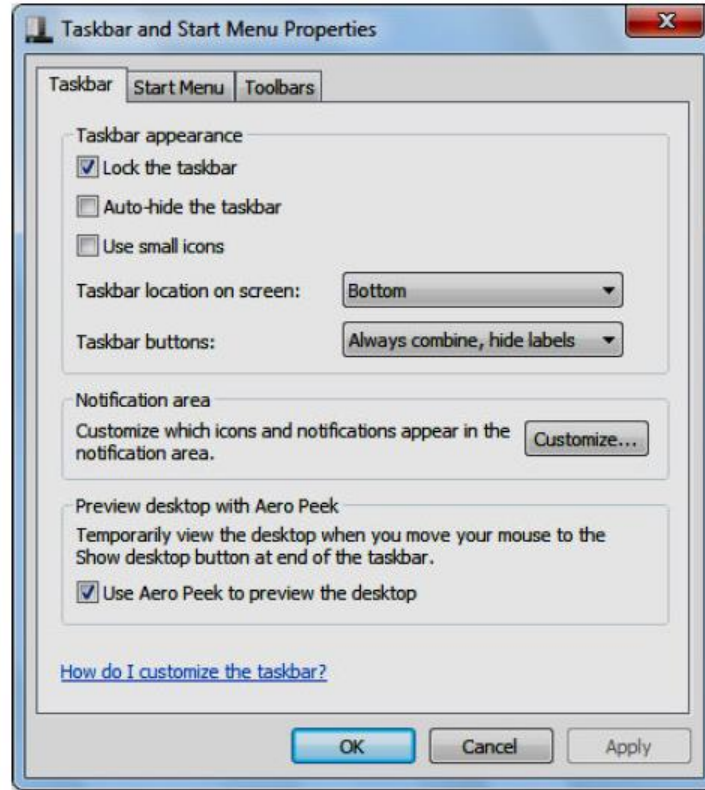 Taskbar and Start Menu Properties
Taskbar
Start Menu
Toolbars
Taskbar appearance
Lock the taskbar
Auto-hide the taskbar
Use small icons
Taskbar location on screen: Bottom
Taskbar buttons: Always combine, hide labels
Notification area
Customize which icons and notifications appear in the
notification area.
Customize...
Preview desktop with Aero Peek
Temporarily view the desktop when you move your mouse to the
Show desktop button at end of the taskbar.
Use Aero Peek to preview the desktop
How do I customize the taskbar?
OK
Cancel
Apply